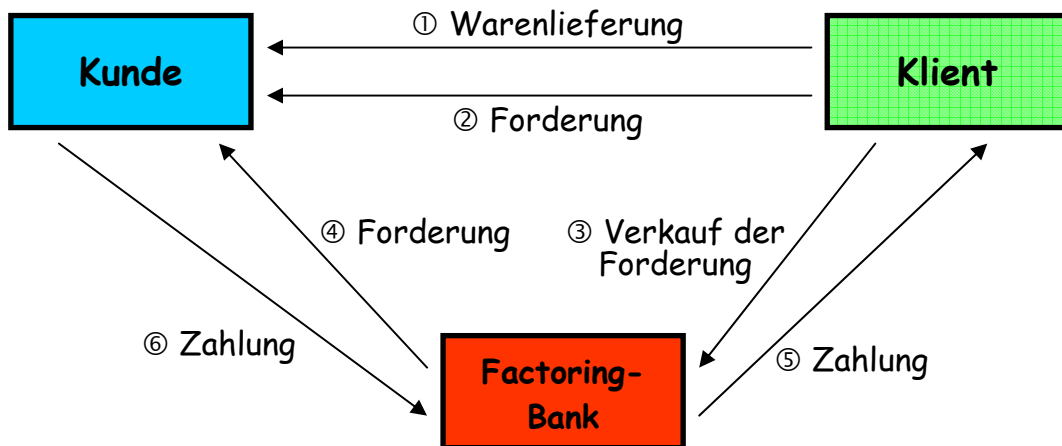 ① Warenlieferung
Kunde
Klient
② Forderung
④ Forderung
③ Verkauf der
Forderung
⑥ Zahlung
⑤ Zahlung
Factoring-
Bank